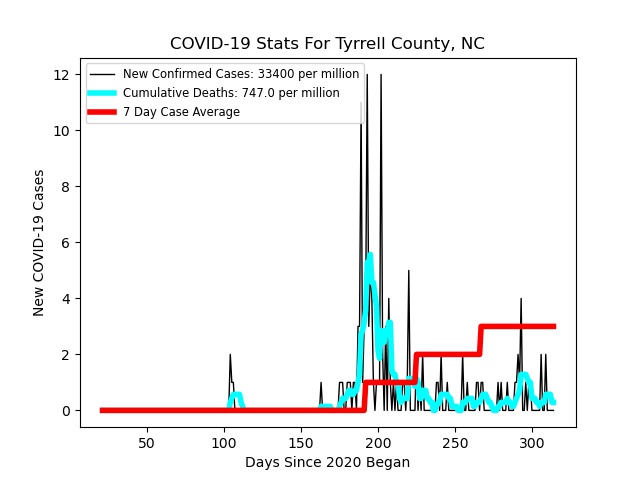 COVID-19 Stats For Tyrrell County, NC
New Confirmed Cases: 33400 per million
Cumulative Deaths: 747.0 per million
7 Day Case Average
New COVID-19 Cases
12
10
8
6
4
2
0
50 100 150 200 250 300
Days Since 2020 Began